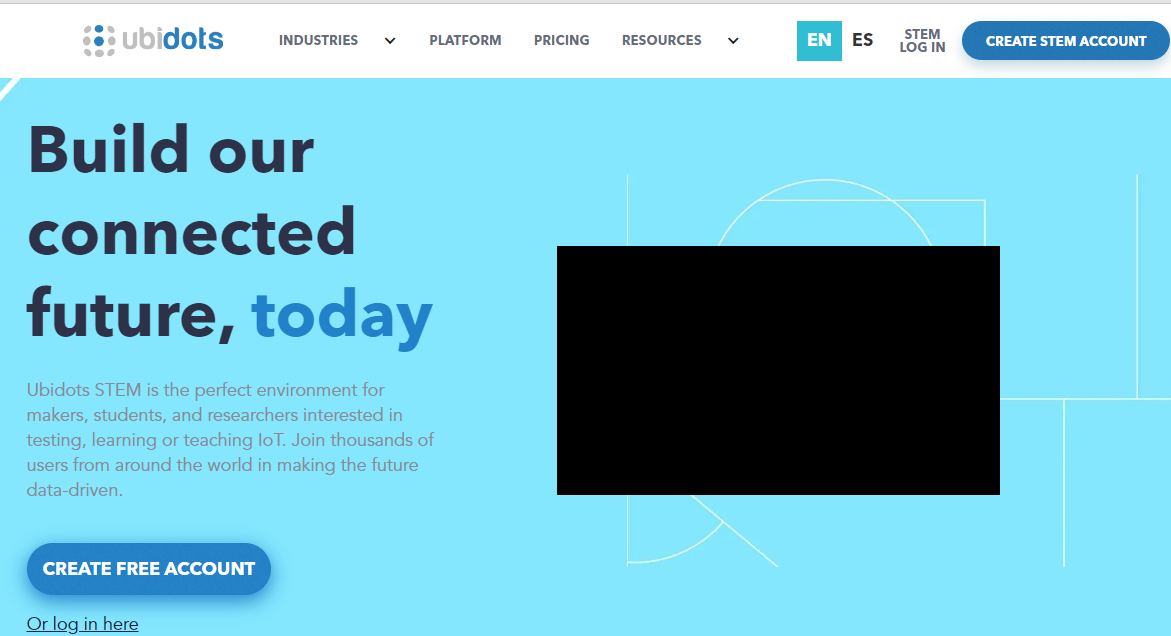 ubidots
INDUSTRIES
PLATFORM
PRICING
RESOURCES
EN
ES
STEM
LOG IN
CREATE STEM ACCOUNT
Build our
connected
future, today
Ubidots STEM is the perfect environment for
makers, students, and researchers interested in
testing, learning or teaching IoT. Join thousands of
users from around the world in making the future
data-driven.
CREATE FREE ACCOUNT
Or log in here